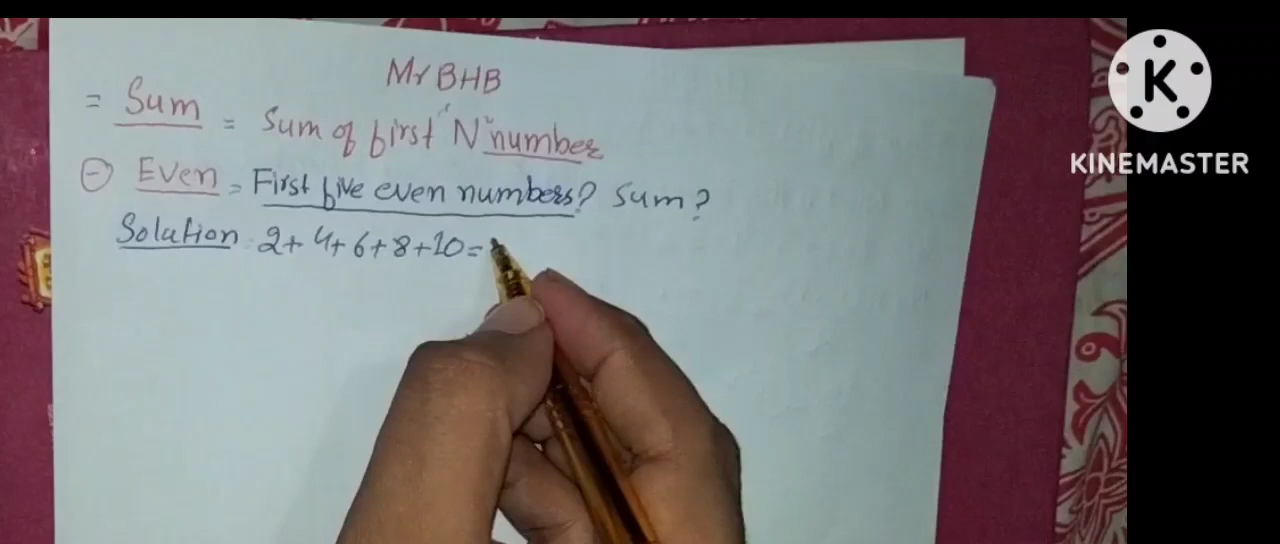 Mr BHB
= Sum = Sum of first "N" number
⊖ Even = First five even numbers? Sum?
Solution: 2+4+6+8+10=
K
KINEMASTER